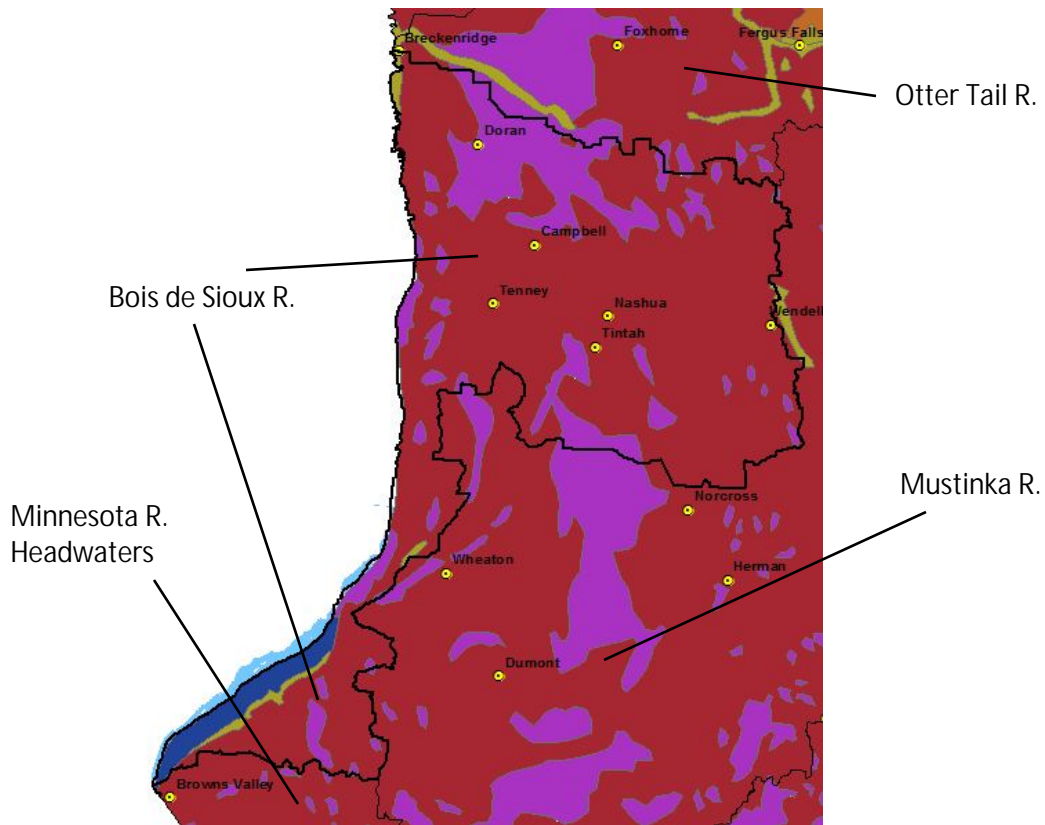 Breckenridge
Foxhome
Fergus Falls
Otter Tail R.
Doran
Campbell
Bois de Sioux R.
Tenney
Nashua
Wendell
Tintah
Mustinka R.
Norcross
Minnesota R.
Headwaters
Wheaton
Herman
Dumont
Browns Valley